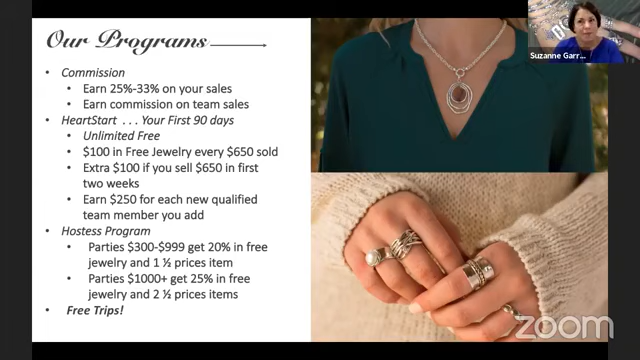 Our Programs
• Commission
• Earn 25%-33% on your sales
• Earn commission on team sales
• HeartStart . . . Your First 90 days
• Unlimited Free
• $100 in Free Jewelry every $650 sold
• Extra $100 if you sell $650 in first
two weeks
• Earn $250 for each new qualified
team member you add
• Hostess Program
• Parties $300-$999 get 20% in free
jewelry and 1 ½ prices item
• Parties $1000+ get 25% in free
jewelry and 2 ½ prices items
• Free Trips!
Suzanne Garr...
zoom